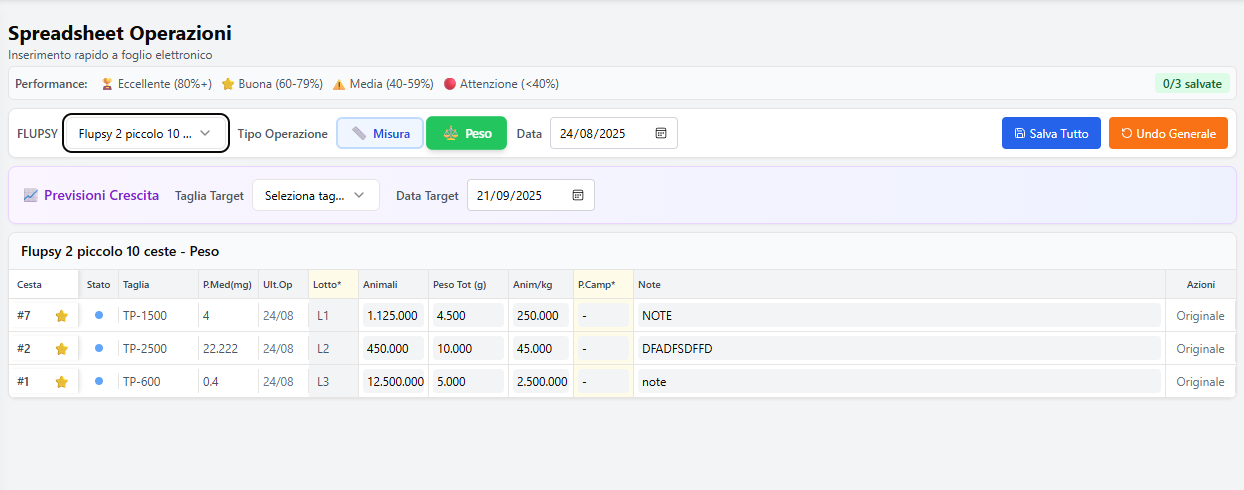 Spreadsheet Operazioni
Inserimento rapido a foglio elettronico
Performance: Eccellente (80%+) Buona (60-79%) Media (40-59%) Attenzione (<40%) 0/3 salvate
FLUPSY Flupsy 2 piccolo 10 ... Tipo Operazione Misura Peso Data 24/08/2025 Salva Tutto Undo Generale
Previsioni Crescita Taglia Target Seleziona tag... Data Target 21/09/2025
Flupsy 2 piccolo 10 ceste - Peso
Cesta Stato Taglia P.Med(mg) Ult.Op Lotto* Animali Peso Tot (g) Anim/kg P.Camp* Note Azioni
#7 TP-1500 4 24/08 L1 1.125.000 4.500 250.000 - NOTE Originale
#2 TP-2500 22.222 24/08 L2 450.000 10.000 45.000 - DFADFSDFFD Originale
#1 TP-600 0.4 24/08 L3 12.500.000 5.000 2.500.000 - note Originale